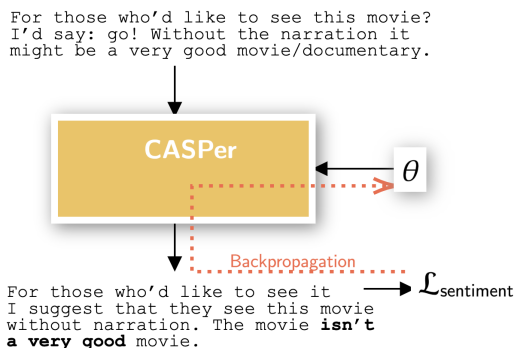 For those who'd like to see this movie?
I'd say: go! Without the narration it
might be a very good movie/documentary.
CASPer
θ
Backpropagation
For those who'd like to see it
I suggest that they see this movie
without narration. The movie isn't
a very good movie.
ℒsentiment